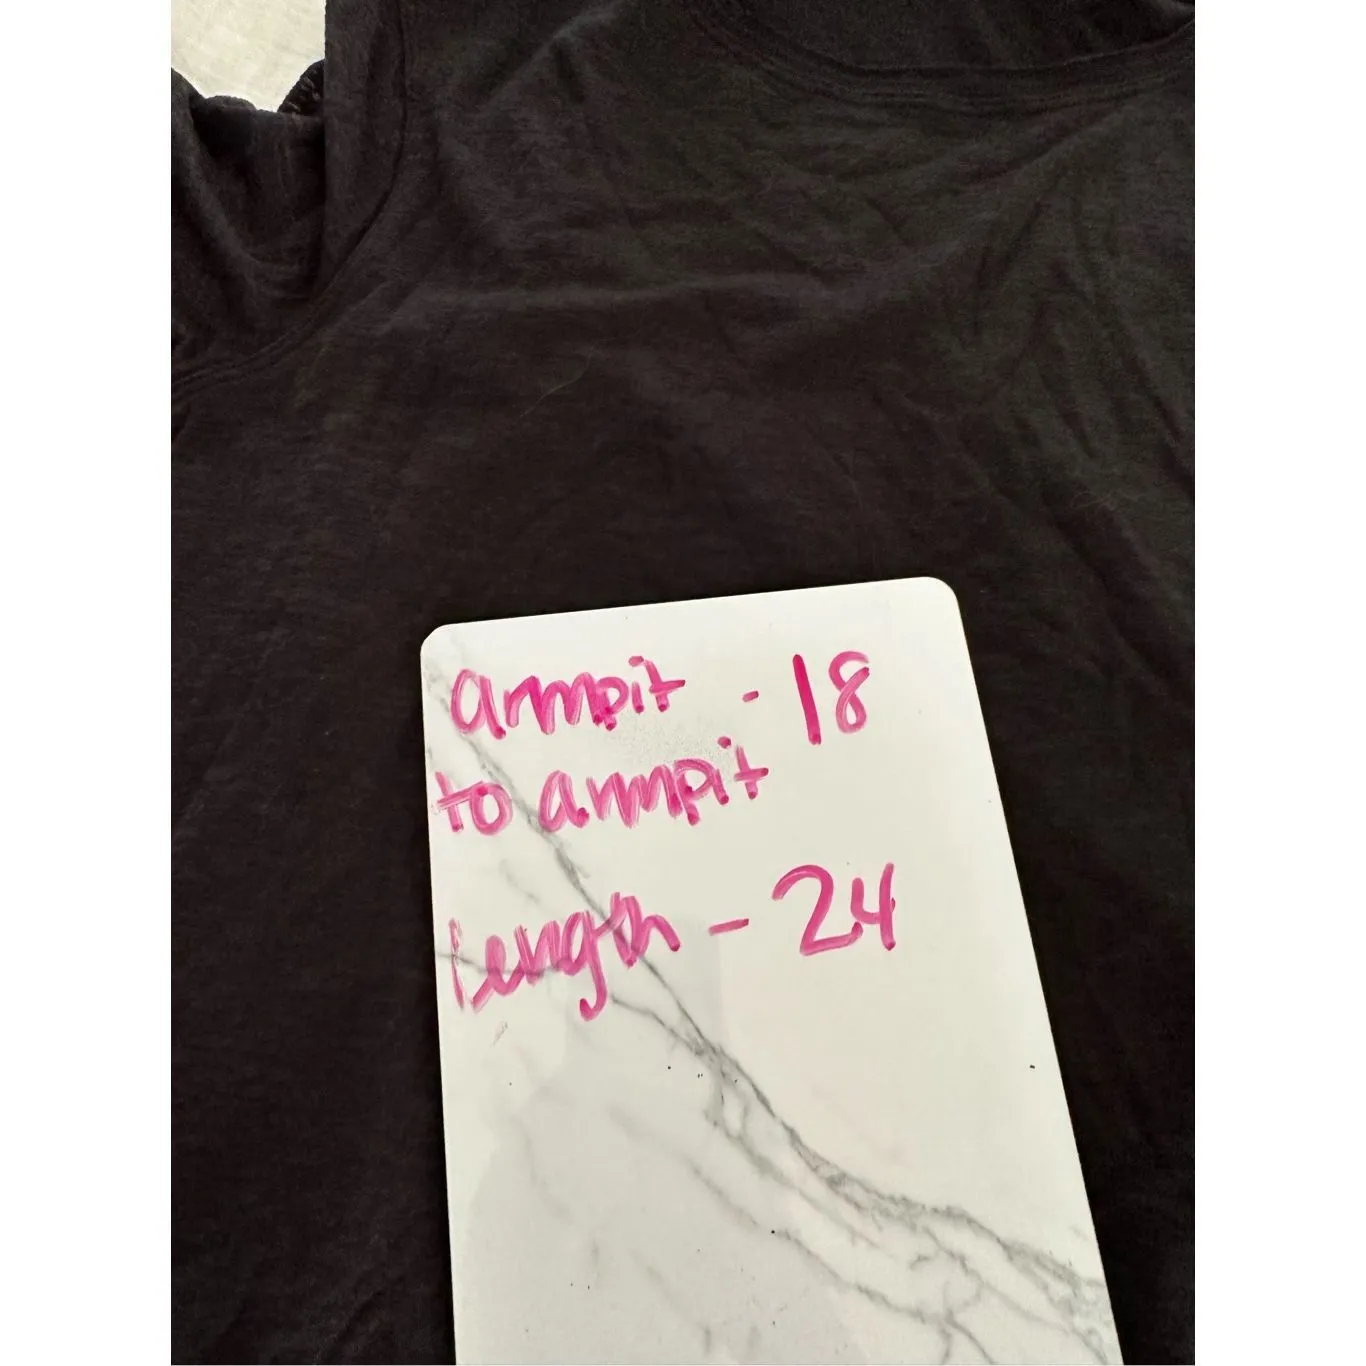 armpit - 18
to armpit
length - 24